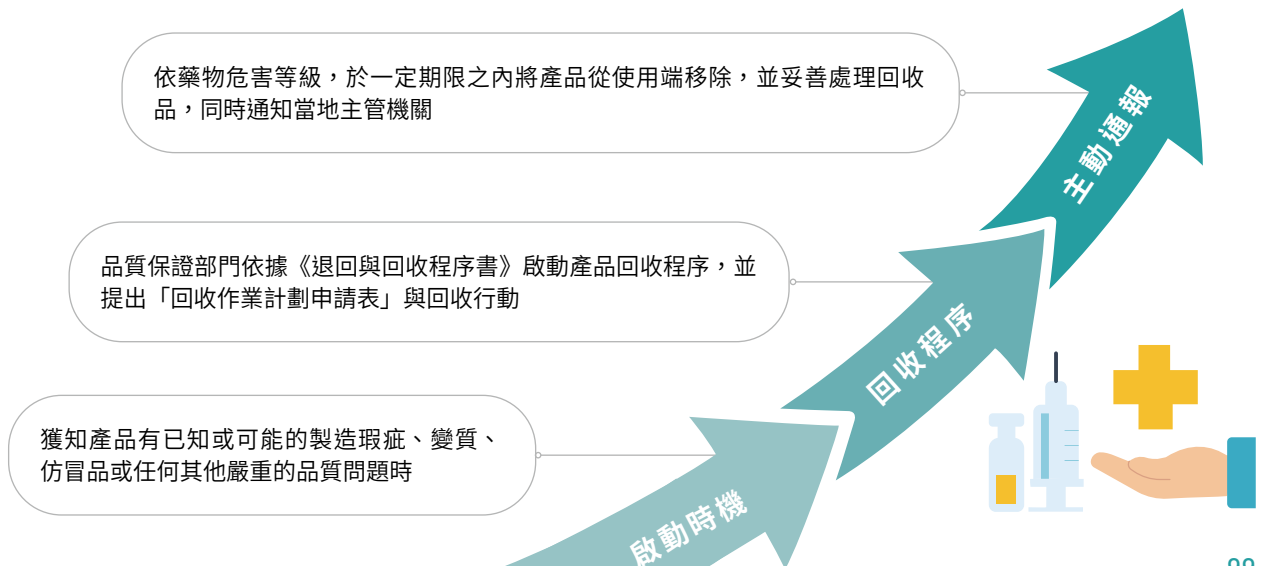 依藥物危害等級，於一定期限之內將產品從使用端移除，並妥善處理回收
品，同時通知當地主管機關
主動通報
品質保證部門依據《退回與回收程序書》啟動產品回收程序，並
提出「回收作業計劃申請表」與回收行動
回收程序
獲知產品有已知或可能的製造瑕疵、變質、
仿冒品或任何其他嚴重的品質問題時
啟動時機